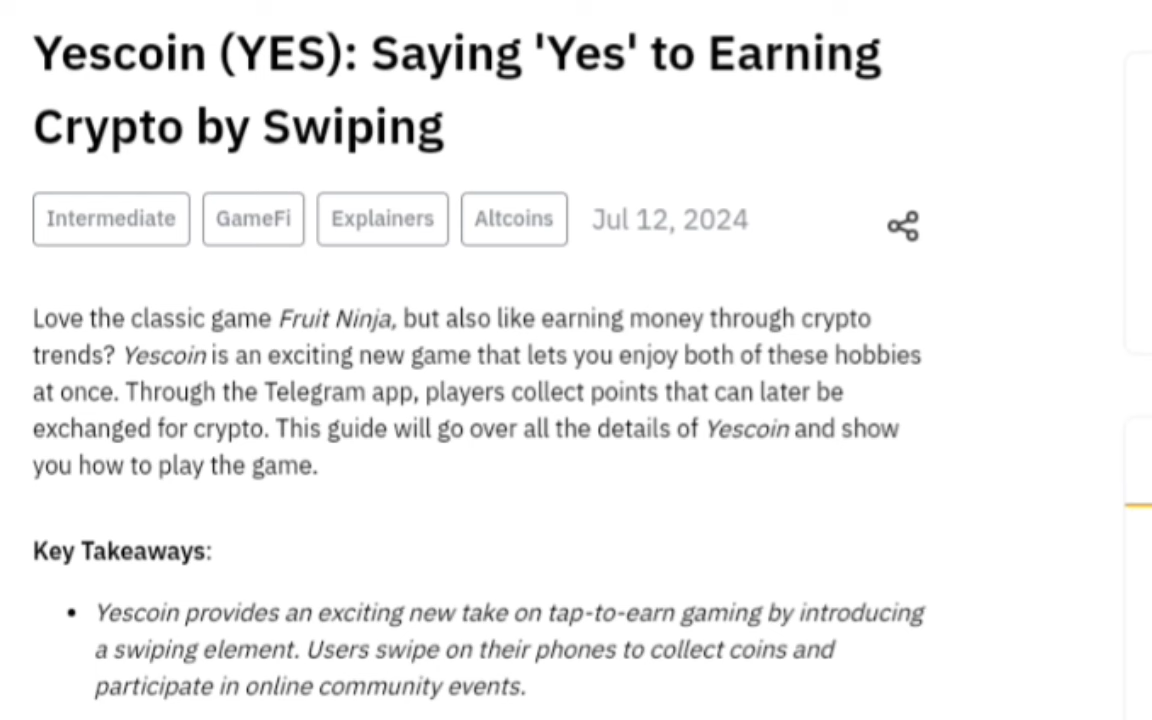 Yescoin (YES): Saying 'Yes' to Earning
Crypto by Swiping
Intermediate GameFi Explainers Altcoins Jul 12, 2024
Love the classic game Fruit Ninja, but also like earning money through crypto
trends? Yescoin is an exciting new game that lets you enjoy both of these hobbies
at once. Through the Telegram app, players collect points that can later be
exchanged for crypto. This guide will go over all the details of Yescoin and show
you how to play the game.
Key Takeaways:
• Yescoin provides an exciting new take on tap-to-earn gaming by introducing
a swiping element. Users swipe on their phones to collect coins and
participate in online community events.